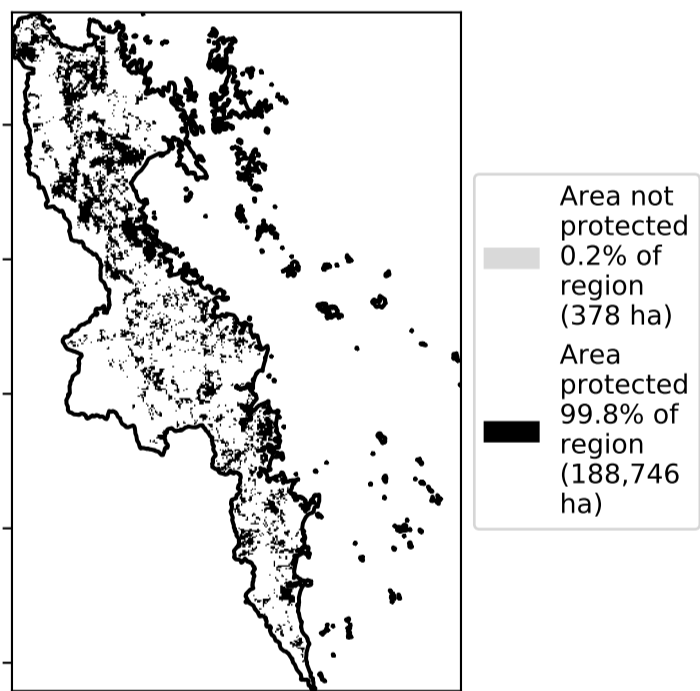 Area not
protected
0.2% of
region
(378 ha)
Area
protected
99.8% of
region
(188,746
ha)